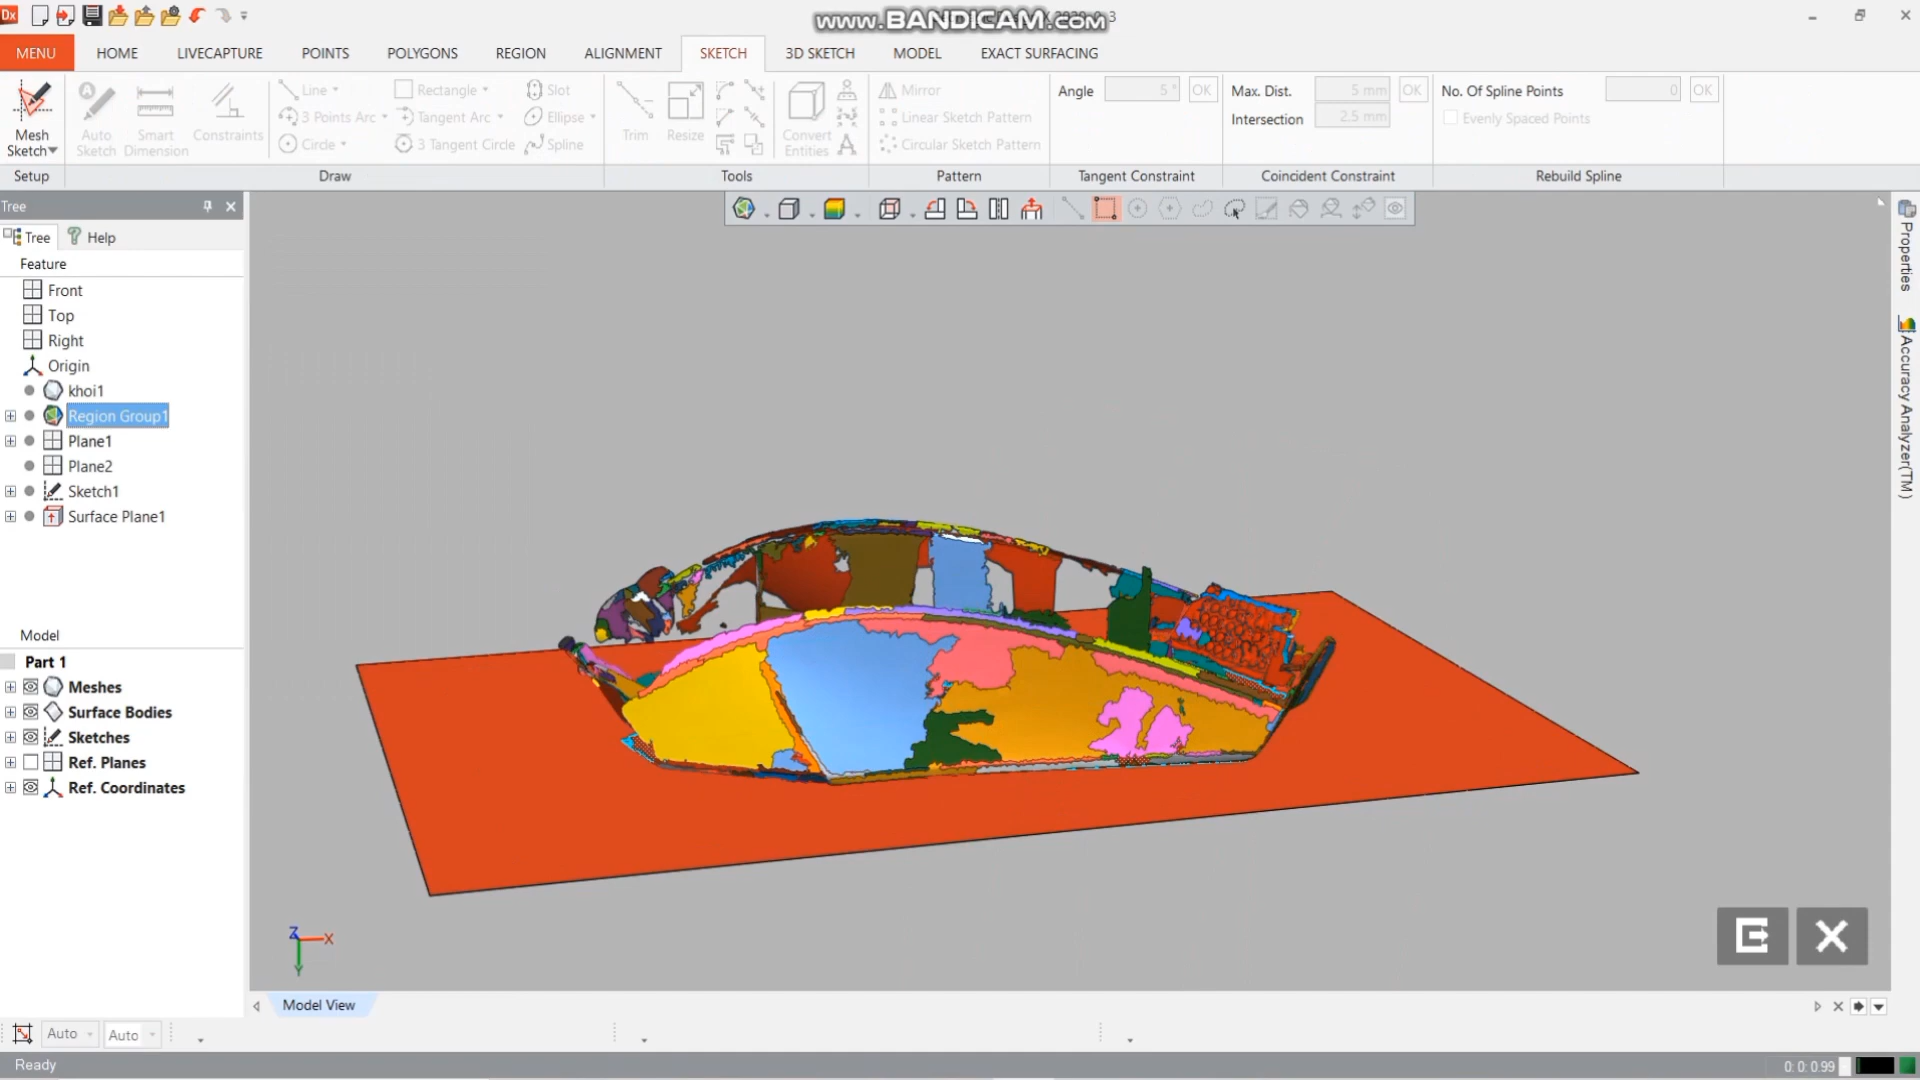 Dx
www.BANDICAM.com
MENU HOME LIVECAPTURE POINTS POLYGONS REGION ALIGNMENT SKETCH 3D SKETCH MODEL EXACT SURFACING
Mesh Sketch
Auto Sketch
Smart Dimension
Constraints
Line Rectangle Slot
3 Points Arc Tangent Arc Ellipse
Circle 3 Tangent Circle Spline
Trim
Resize
Convert Entities
Mirror
Linear Sketch Pattern
Circular Sketch Pattern
Angle 5 ° OK
Max. Dist. 5 mm OK
Intersection 2.5 mm
No. Of Spline Points 0 OK
Evenly Spaced Points
Setup Draw Tools Pattern Tangent Constraint Coincident Constraint Rebuild Spline
Tree
Tree Help
Feature
Front
Top
Right
Origin
khoi1
Region Group1
Plane1
Plane2
Sketch1
Surface Plane1
Model
Part 1
Meshes
Surface Bodies
Sketches
Ref. Planes
Ref. Coordinates
Z X
Y
Properties
Accuracy Analyzer(TM)
Model View
Auto Auto
Ready
0: 0: 0.99